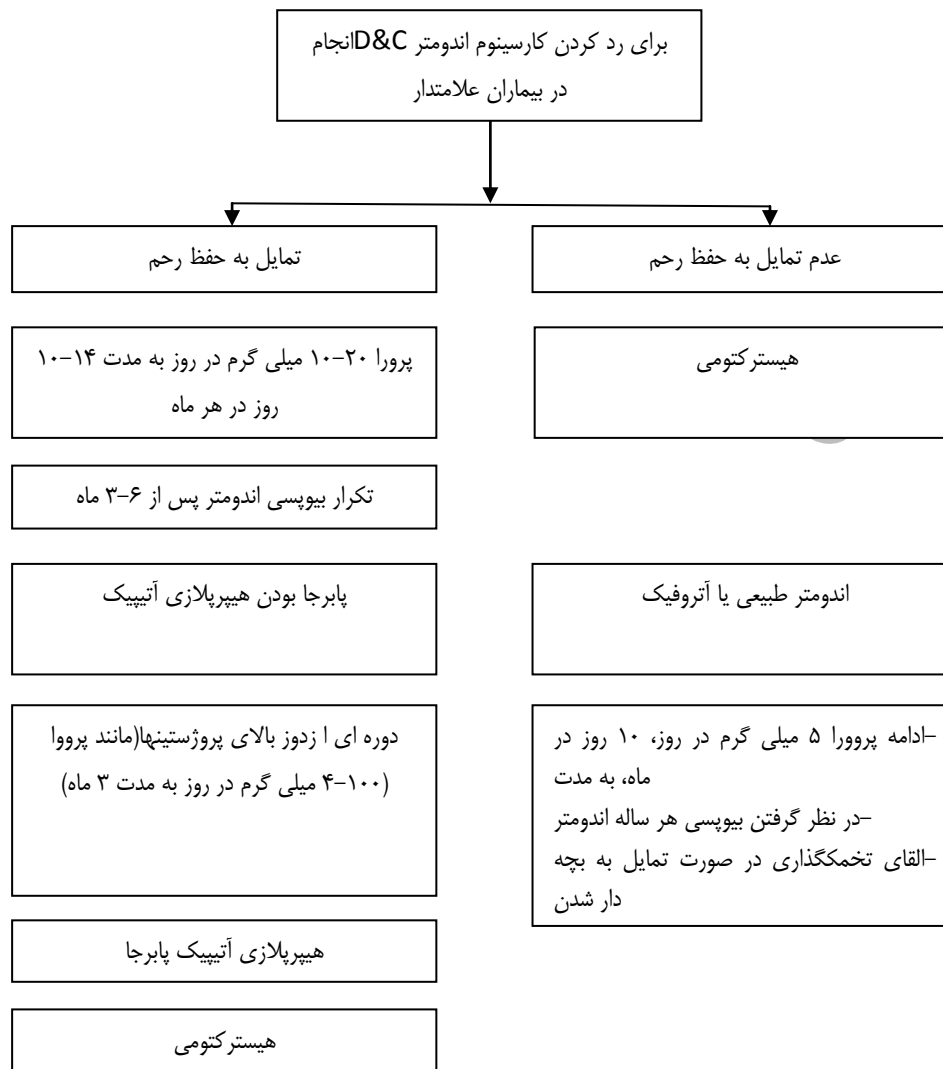 برای رد کردن کارسینوم اندومتر D&Cانجام
در بیماران علامتدار
عدم تمایل به حفظ رحم
تمایل به حفظ رحم
هیسترکتومی
پرورا ۲۰-۱۰ میلی گرم در روز به مدت ۱۴-۱۰
روز در هر ماه
تکرار بیوپسی اندومتر پس از ۶-۳ ماه
اندومتر طبیعی یا آتروفیک
پابرجا بودن هیپرپلازی آتیپیک
-ادامه پروورا ۵ میلی گرم در روز، ۱۰ روز در
ماه، به مدت
-در نظر گرفتن بیوپسی هر ساله اندومتر
-القای تخمکگذاری در صورت تمایل به بچه
دار شدن
دوره ای ا زدوز بالای پروژستینها(مانند پرووا
(۱۰۰-۴ میلی گرم در روز به مدت ۳ ماه)
هیپرپلازی آتیپیک پابرجا
هیسترکتومی